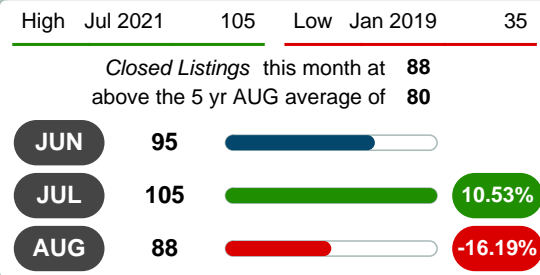 High Jul 2021 105 Low Jan 2019 35
Closed Listings this month at 88
above the 5 yr AUG average of 80
JUN 95
JUL 105 10.53%
AUG 88 -16.19%